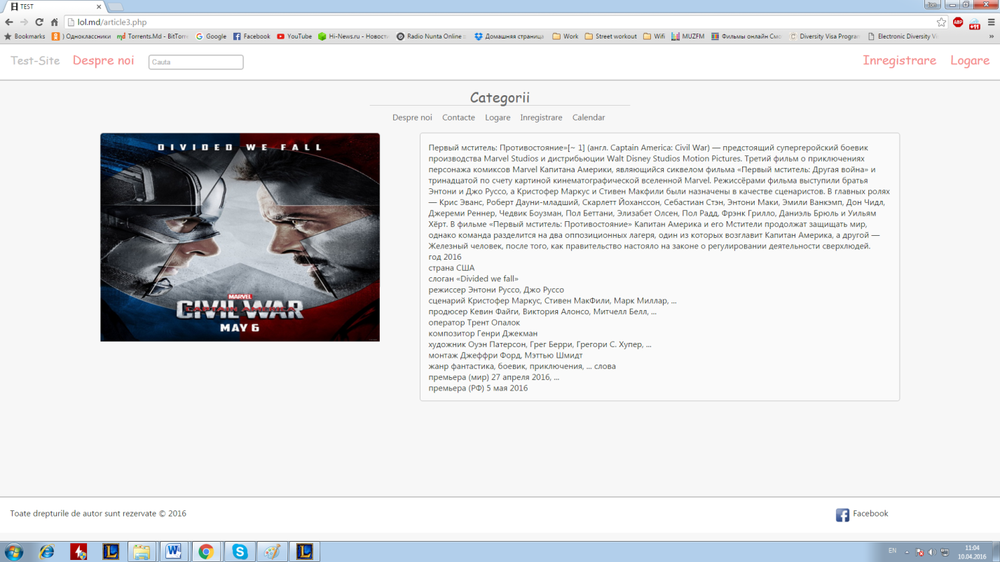 TEST
Ion
lol.md/article3.php
ABP
+11
Bookmarks
) Одноклассники
Torrents.Md - BitTorre
Google
Facebook
YouTube
Hi-News.ru - Новости
Radio Nunta Online ::
Домашняя страница
Work
Street workout
Wifi
MUZFM
Фильмы онлайн Смо
Diversity Visa Program
Electronic Diversity Vi
»
Test-Site
Despre noi
Cauta
Inregistrare
Logare
Categorii
Despre noi Contacte Logare Inregistrare Calendar
DIVIDED WE FALL
MARVEL
CAPTAIN AMERICA
CIVIL WAR
MAY 6
Первый мститель: Противостояние»[~ 1] (англ. Captain America: Civil War) — предстоящий супергеройский боевик
производства Marvel Studios и дистрибьюции Walt Disney Studios Motion Pictures. Третий фильм о приключениях
персонажа комиксов Marvel Капитана Америки, являющийся сиквелом фильма «Первый мститель: Другая война» и
тринадцатой по счету картиной кинематографической вселенной Marvel. Режиссёрами фильма выступили братья
Энтони и Джо Руссо, а Кристофер Маркус и Стивен Макфили были назначены в качестве сценаристов. В главных ролях
— Крис Эванс, Роберт Дауни-младший, Скарлетт Йоханссон, Себастиан Стэн, Энтони Маки, Эмили Ванкэмп, Дон Чидл,
Джереми Реннер, Чедвик Боузман, Пол Беттани, Элизабет Олсен, Пол Радд, Фрэнк Грилло, Даниэль Брюль и Уильям
Хёрт. В фильме «Первый мститель: Противостояние» Капитан Америка и его Мстители продолжат защищать мир,
однако команда разделится на два оппозиционных лагеря, один из которых возглавит Капитан Америка, а другой —
Железный человек, после того, как правительство настояло на законе о регулировании деятельности сверхлюдей.
год 2016
страна США
слоган «Divided we fall»
режиссер Энтони Руссо, Джо Руссо
сценарий Кристофер Маркус, Стивен МакФили, Марк Миллар, ...
продюсер Кевин Файги, Виктория Алонсо, Митчелл Белл, ...
оператор Трент Опалок
композитор Генри Джекман
художник Оуэн Патерсон, Грег Берри, Грегори С. Хупер, ...
монтаж Джеффри Форд, Мэттью Шмидт
жанр фантастика, боевик, приключения, ... слова
премьера (мир) 27 апреля 2016, ...
премьера (РФ) 5 мая 2016
Toate drepturile de autor sunt rezervate © 2016
Facebook
EN
11:04
10.04.2016